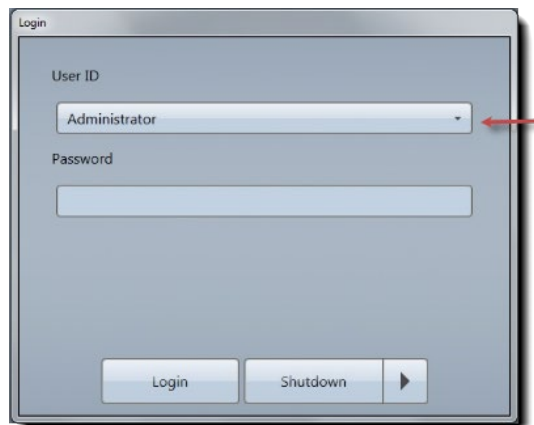 Login
User ID
Administrator
Password
Login Shutdown